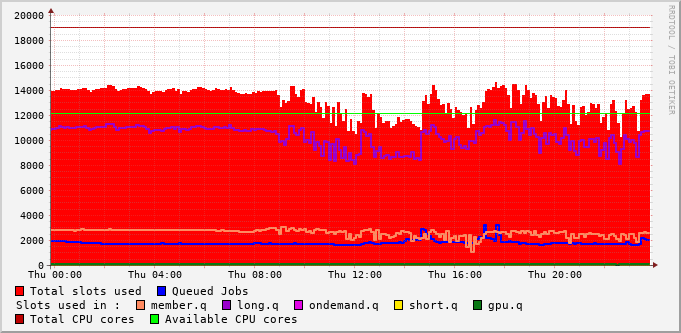 RRDTOOL / TOBI OETIKER
20000
18000
16000
14000
12000
10000
8000
6000
4000
2000
0
Thu 00:00 Thu 04:00 Thu 08:00 Thu 12:00 Thu 16:00 Thu 20:00
Total slots used Queued Jobs
Slots used in : member.q long.q ondemand.q short.q gpu.q
Total CPU cores Available CPU cores